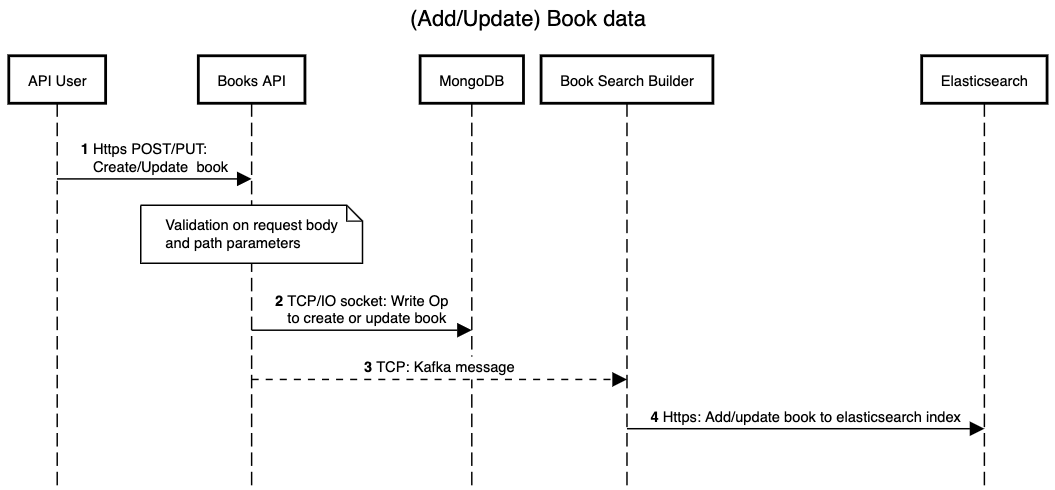 (Add/Update) Book data
API User
Books API
MongoDB
Book Search Builder
Elasticsearch
1 Https POST/PUT:
Create/Update  book
Validation on request body
and path parameters
2 TCP/IO socket: Write Op
to create or update book
3 TCP: Kafka message
4 Https: Add/update book to elasticsearch index